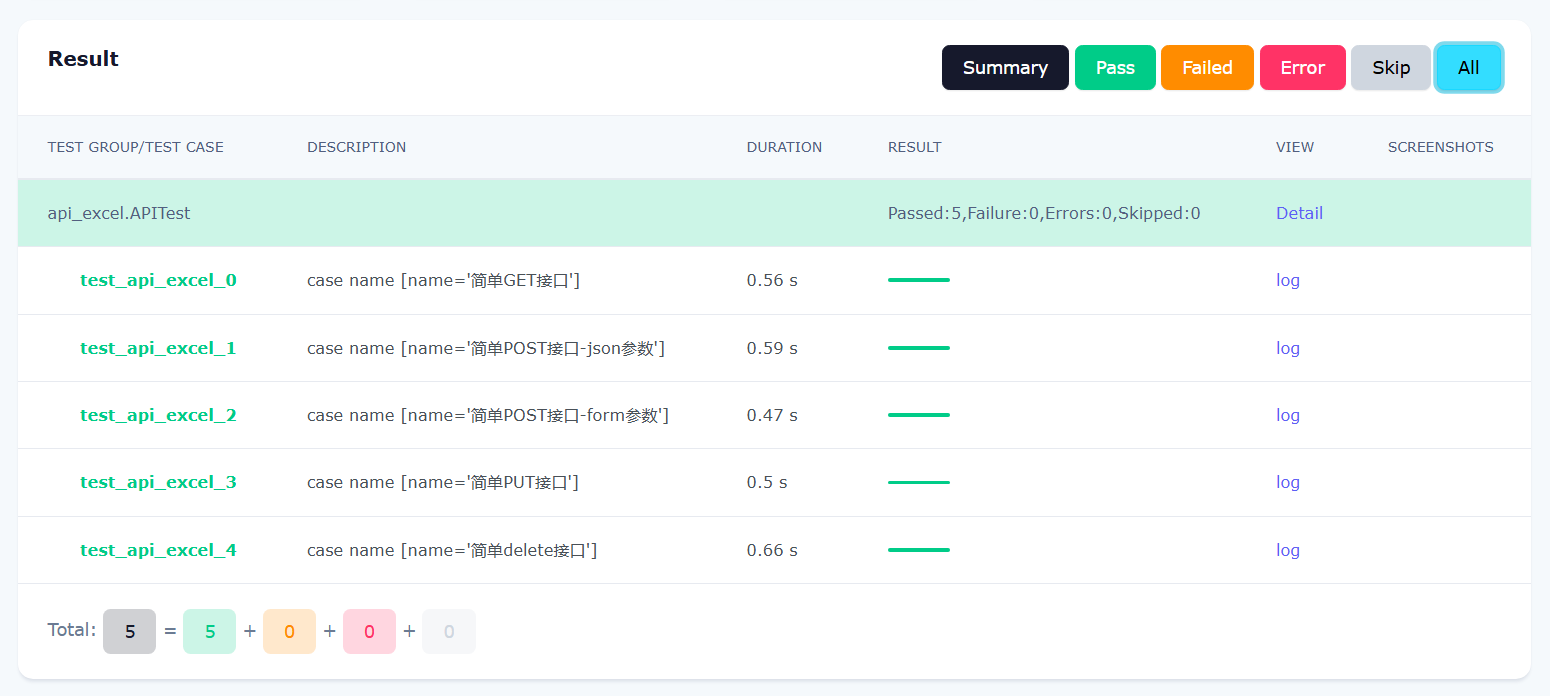 Result
Summary Pass Failed Error Skip All
TEST GROUP/TEST CASE DESCRIPTION DURATION RESULT VIEW SCREENSHOTS
api_excel.APITest Passed:5,Failure:0,Errors:0,Skipped:0 Detail
test_api_excel_0 case name [name='简单GET接口'] 0.56 s log
test_api_excel_1 case name [name='简单POST接口-json参数'] 0.59 s log
test_api_excel_2 case name [name='简单POST接口-form参数'] 0.47 s log
test_api_excel_3 case name [name='简单PUT接口'] 0.5 s log
test_api_excel_4 case name [name='简单delete接口'] 0.66 s log
Total: 5 = 5 + 0 + 0 + 0